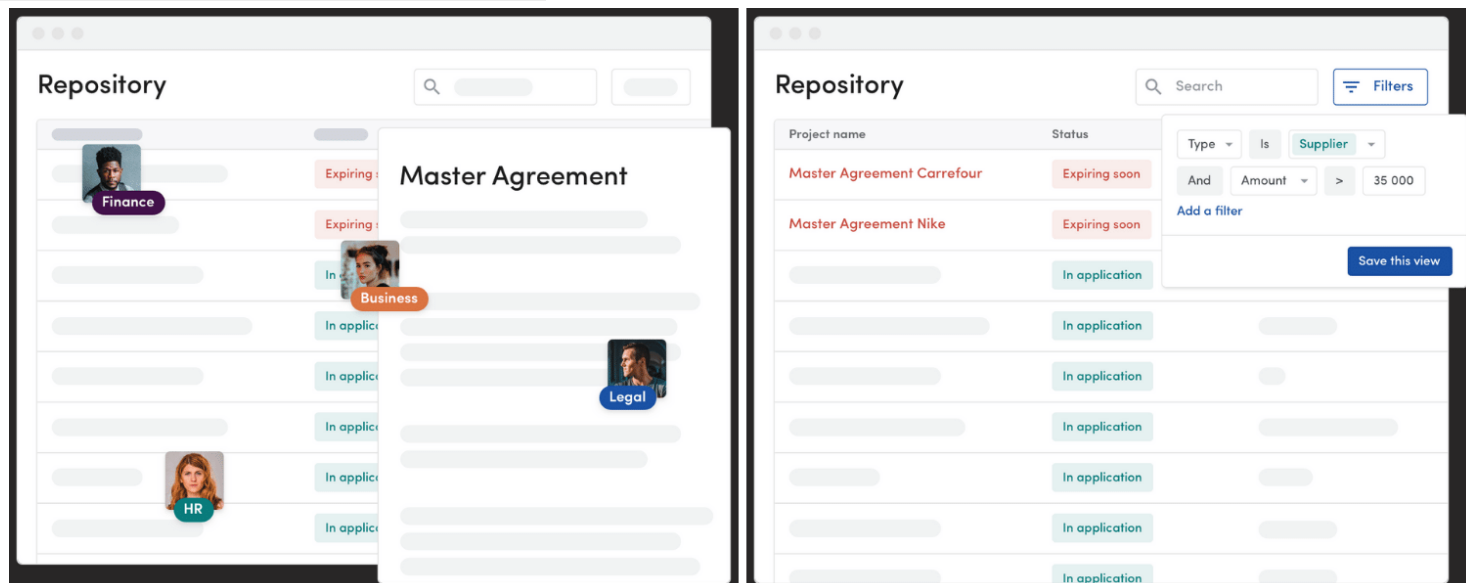 Repository
Expiring
Master Agreement
Finance
Expiring
In
Business
In applic
In applic
Legal
In applic
In applic
HR
In applic
Repository
Search
Filters
Project name
Status
Type
Is
Supplier
Master Agreement Carrefour
Expiring soon
And
Amount
>
35 000
Add a filter
Master Agreement Nike
Expiring soon
Save this view
In application
In application
In application
In application
In application
In application
In application